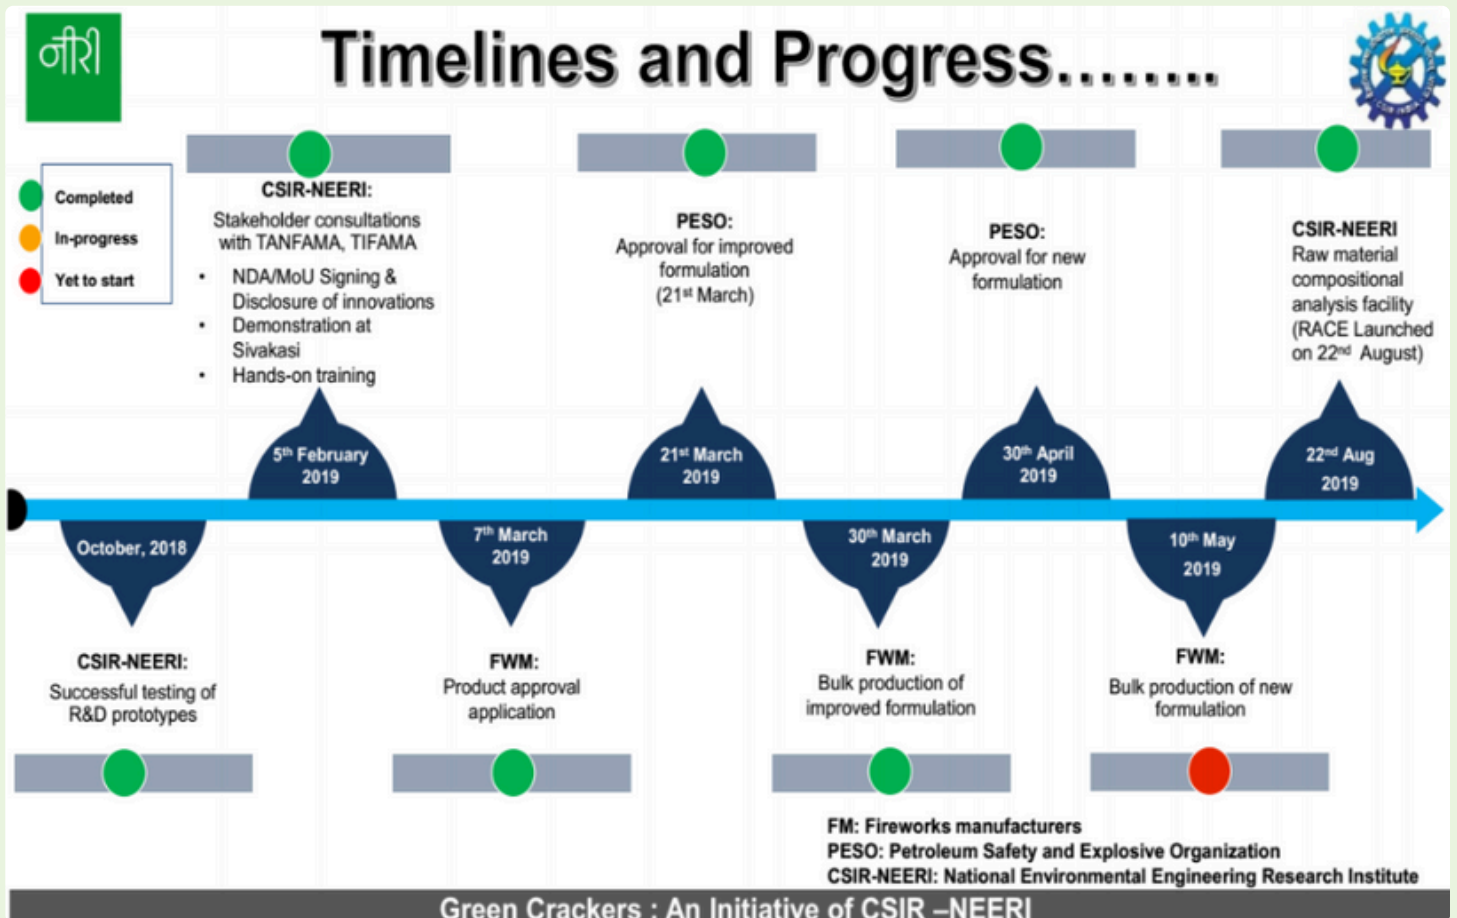 नीरी
Timelines and Progress........
Completed
In-progress
Yet to start
CSIR-NEERI:
Stakeholder consultations
with TANFAMA, TIFAMA
• NDA/MoU Signing &
Disclosure of innovations
• Demonstration at
Sivakasi
• Hands-on training
PESO:
Approval for improved
formulation
(21st March)
PESO:
Approval for new
formulation
CSIR-NEERI
Raw material
compositional
analysis facility
(RACE Launched
on 22nd August)
5th February
2019
21st March
2019
30th April
2019
22nd Aug
2019
October, 2018
7th March
2019
30th March
2019
10th May
2019
CSIR-NEERI:
Successful testing of
R&D prototypes
FWM:
Product approval
application
FWM:
Bulk production of
improved formulation
FWM:
Bulk production of new
formulation
FM: Fireworks manufacturers
PESO: Petroleum Safety and Explosive Organization
CSIR-NEERI: National Environmental Engineering Research Institute
Green Crackers : An Initiative of CSIR –NEERI